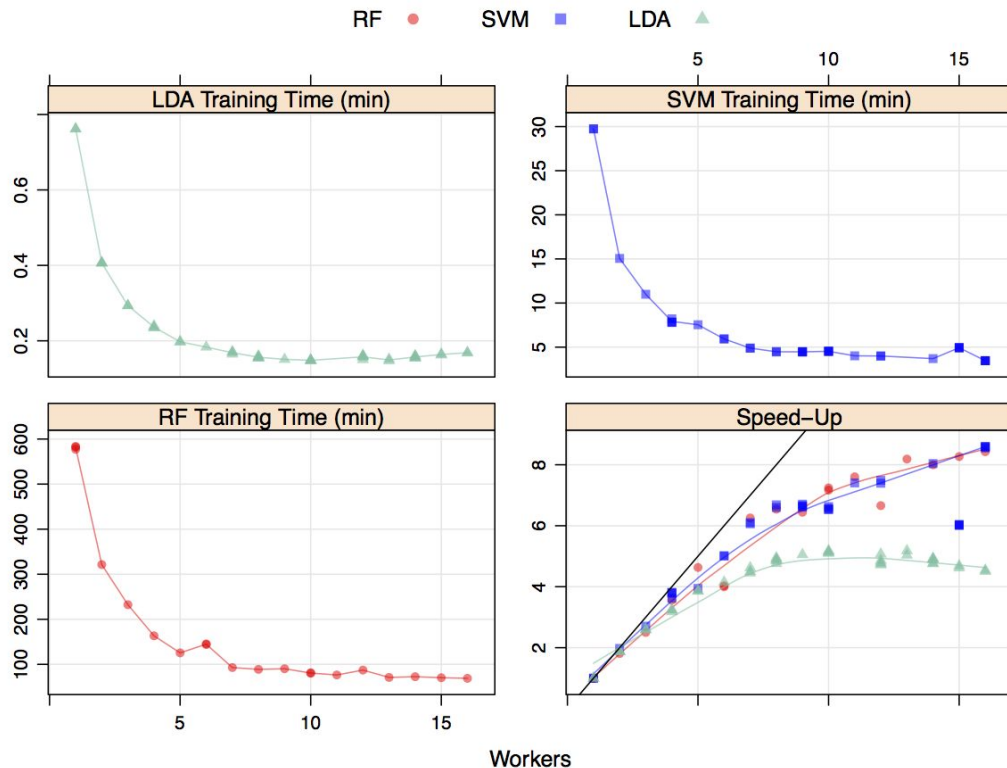 RF SVM LDA
5 10 15
LDA Training Time (min)
SVM Training Time (min)
0.2 0.4 0.6
5 10 15 20 25 30
RF Training Time (min)
Speed-Up
100 200 300 400 500 600
2 4 6 8
5 10 15
Workers